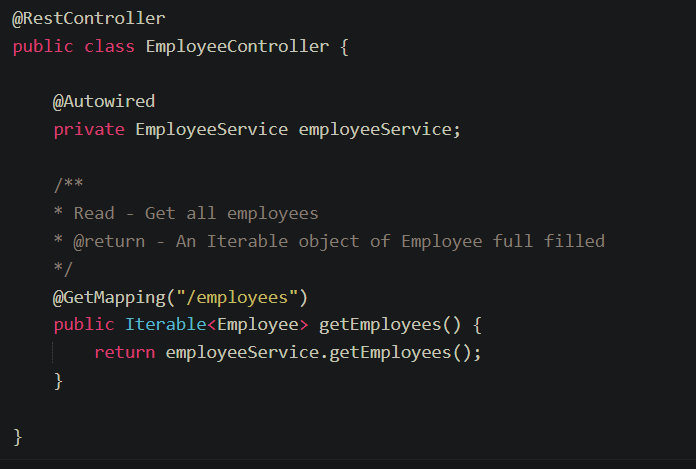 @RestController
public class EmployeeController {
@Autowired
private EmployeeService employeeService;
/**
* Read - Get all employees
* @return - An Iterable object of Employee full filled
*/
@GetMapping("/employees")
public Iterable<Employee> getEmployees() {
return employeeService.getEmployees();
}
}